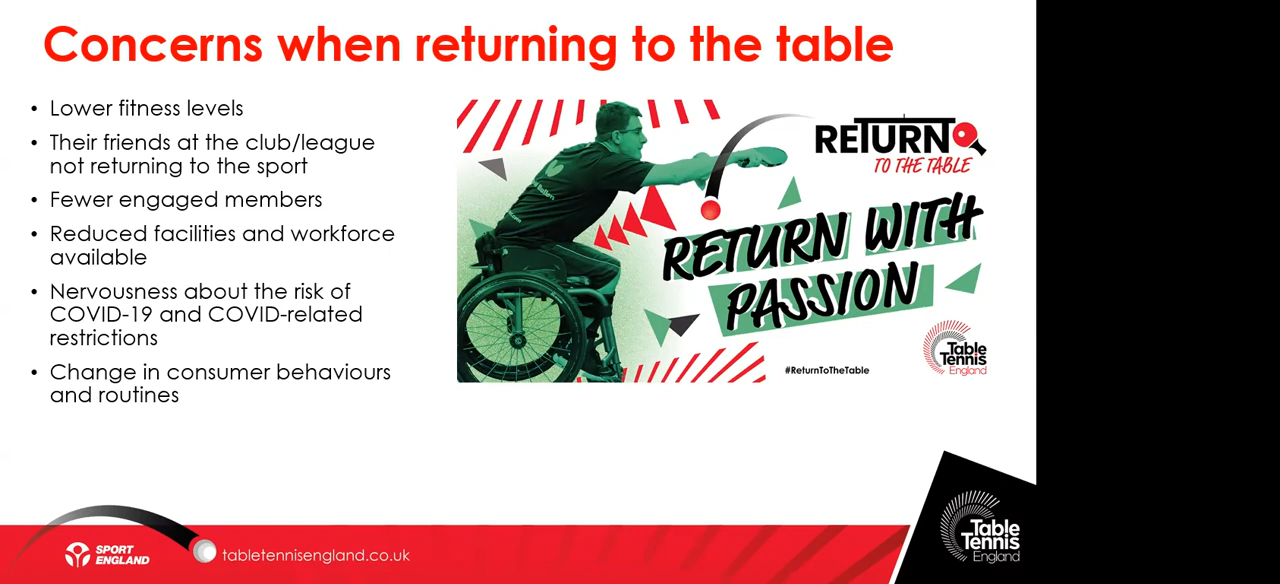 Concerns when returning to the table
• Lower fitness levels
• Their friends at the club/league
not returning to the sport
• Fewer engaged members
• Reduced facilities and workforce
available
• Nervousness about the risk of
COVID-19 and COVID-related
restrictions
• Change in consumer behaviours
and routines
RETURN
TO THE TABLE
RETURN WITH
PASSION
#ReturnToTheTable
Table
Tennis
England
SPORT
ENGLAND
tabletennisengland.co.uk
Table
Tennis
England